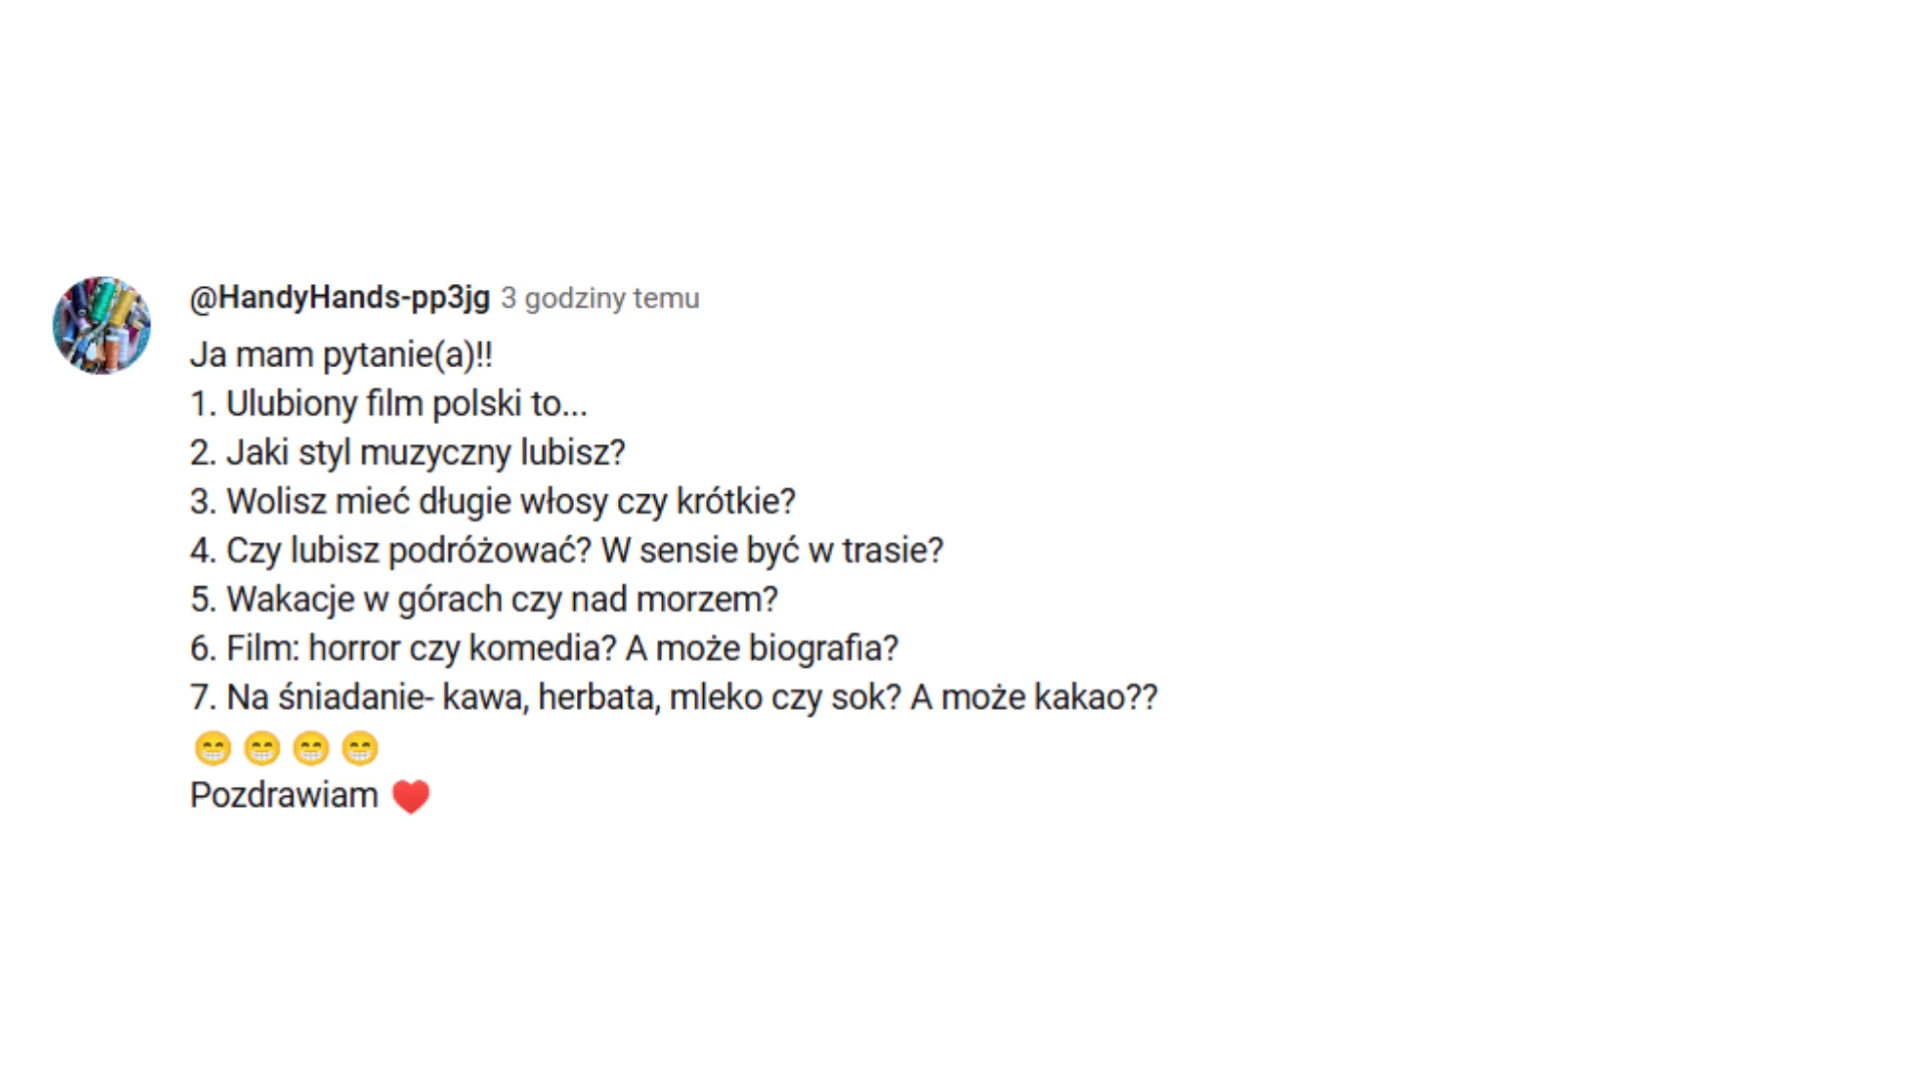 @HandyHands-pp3jg 3 godziny temu
Ja mam pytanie(a)!!
1. Ulubiony film polski to...
2. Jaki styl muzyczny lubisz?
3. Wolisz mieć długie włosy czy krótkie?
4. Czy lubisz podróżować? W sensie być w trasie?
5. Wakacje w górach czy nad morzem?
6. Film: horror czy komedia? A może biografia?
7. Na śniadanie- kawa, herbata, mleko czy sok? A może kakao??
😁😁😁😁
Pozdrawiam ❤️